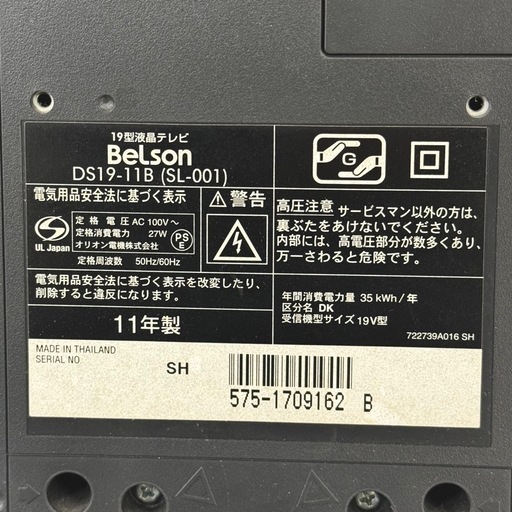 19型液晶テレビ
Belson
DS19-11B (SL-001)
電気用品安全法に基づく表示
定格電圧 AC 100V～
定格消費電力 27W
オリオン電機株式会社
定格周波数 50Hz/60Hz
UL Japan
PS
E
電気用品安全法に基づく表示を改変したり、
削除すると違反になります。
11年製
警告
G
高圧注意 サービスマン以外の方は、
裏ぶたをあけないでください。
内部には、高電圧部分が数多くあり、
万一さわると危険です。
年間消費電力量 35 kWh/年
区分名 DK
受信機型サイズ 19V型
722739A016 SH
MADE IN THAILAND
SERIAL NO.
SH
575-1709162 B